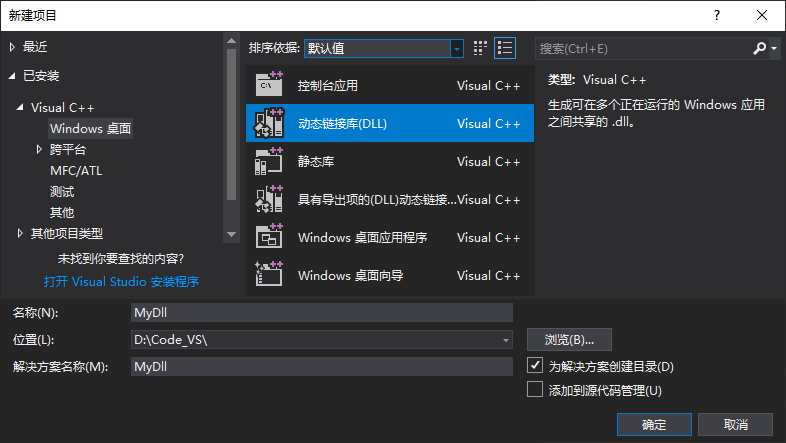 新建项目
? ×
最近
已安装
Visual C++
Windows 桌面
跨平台
MFC/ATL
测试
其他
其他项目类型
未找到你要查找的内容?
打开 Visual Studio 安装程序
排序依据: 默认值
控制台应用 Visual C++
动态链接库(DLL) Visual C++
静态库 Visual C++
具有导出项的(DLL)动态链接... Visual C++
Windows 桌面应用程序 Visual C++
Windows 桌面向导 Visual C++
搜索(Ctrl+E)
类型: Visual C++
生成可在多个正在运行的 Windows 应用
之间共享的 .dll。
名称(N): MyDll
位置(L): D:\Code_VS\ 浏览(B)...
解决方案名称(M): MyDll
为解决方案创建目录(D)
添加到源代码管理(U)
确定 取消